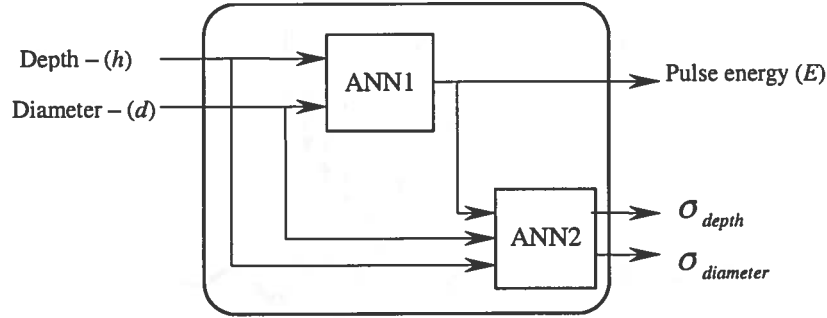 Depth – (h)
Diameter – (d)
ANN1
Pulse energy (E)
ANN2
σ depth
σ diameter